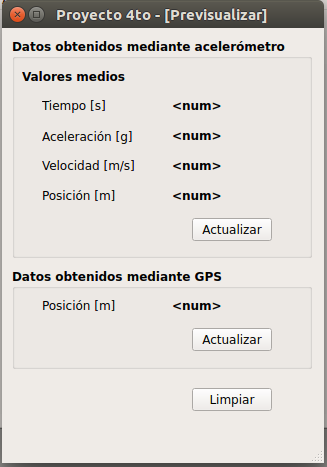 Proyecto 4to - [Previsualizar]
Datos obtenidos mediante acelerómetro
Valores medios
Tiempo [s] <num>
Aceleración [g] <num>
Velocidad [m/s] <num>
Posición [m] <num>
Actualizar
Datos obtenidos mediante GPS
Posición [m] <num>
Actualizar
Limpiar